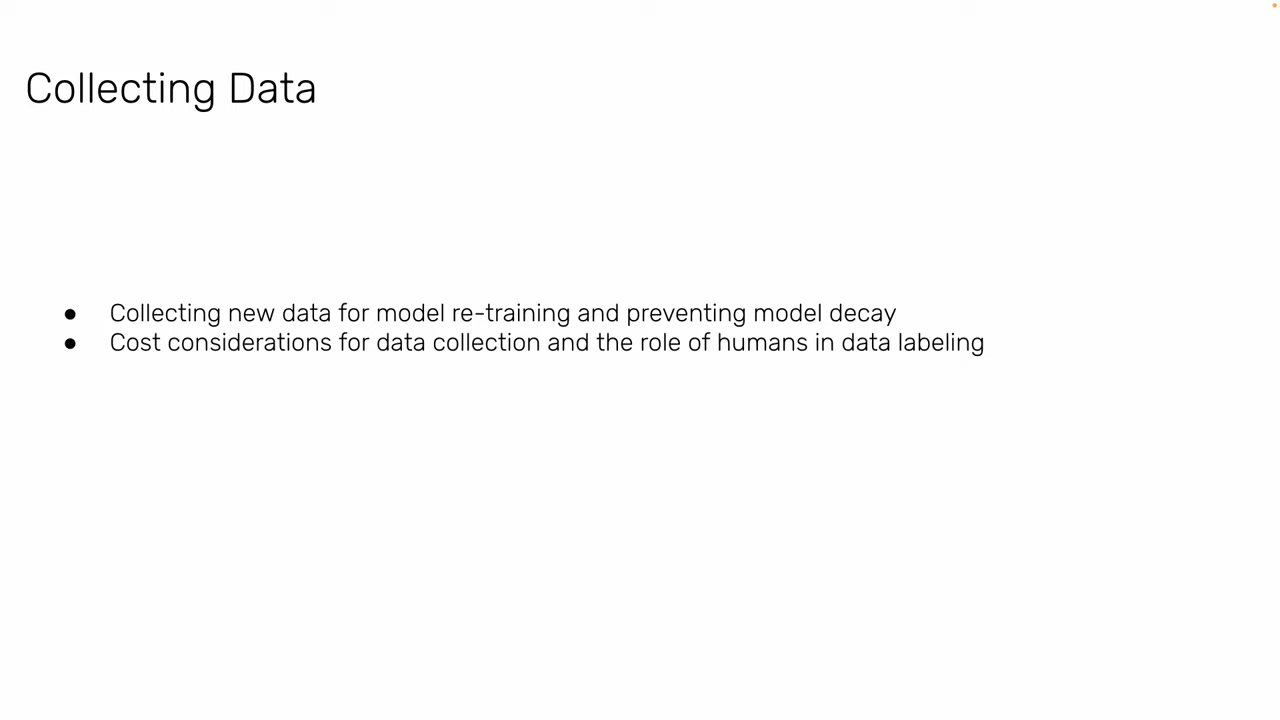 Collecting Data
● Collecting new data for model re-training and preventing model decay
● Cost considerations for data collection and the role of humans in data labeling